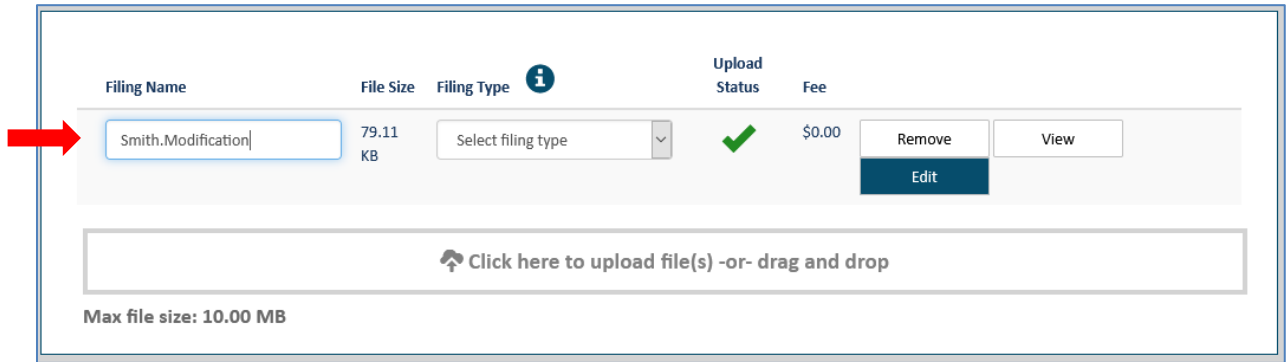 Filing Name File Size Filing Type i Upload Status Fee
Smith.Modification 79.11 KB Select filing type $0.00 Remove View
Edit
Click here to upload file(s) -or- drag and drop
Max file size: 10.00 MB